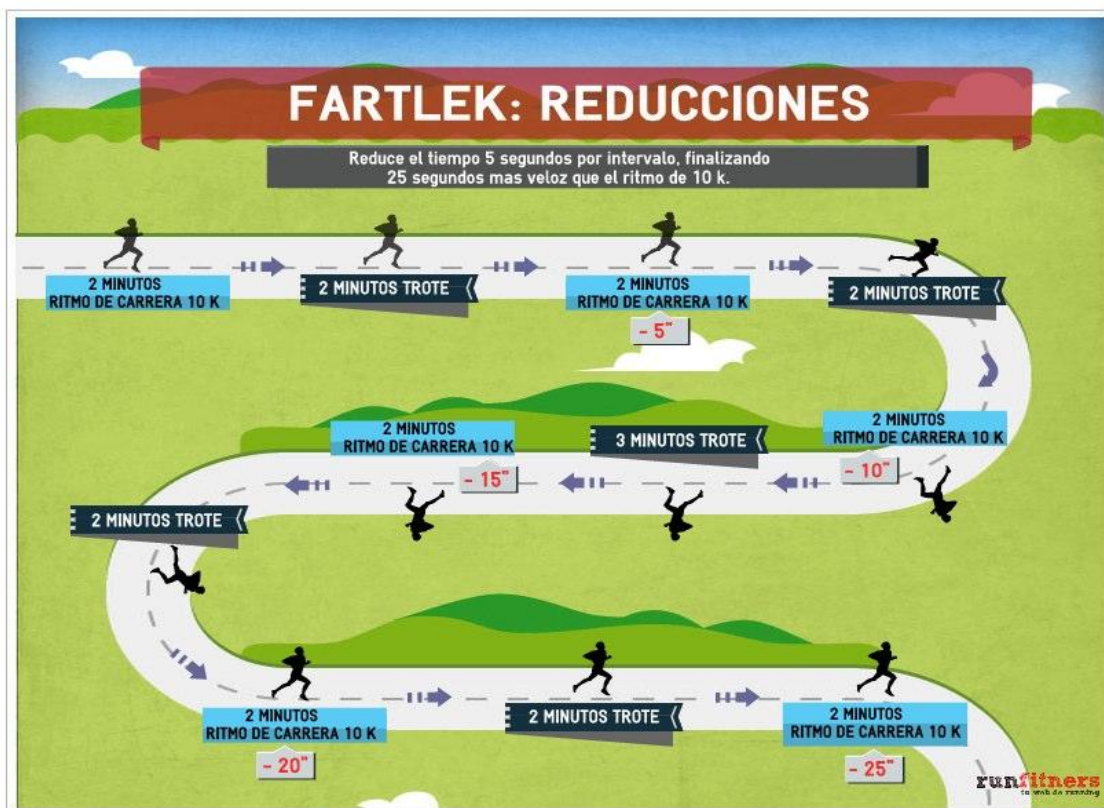 FARTLEK: REDUCCIONES
Reduce el tiempo 5 segundos por intervalo, finalizando
25 segundos mas veloz que el ritmo de 10 k.
2 MINUTOS
RITMO DE CARRERA 10 K
2 MINUTOS TROTE
2 MINUTOS
RITMO DE CARRERA 10 K
- 5"
2 MINUTOS TROTE
2 MINUTOS
RITMO DE CARRERA 10 K
- 10"
3 MINUTOS TROTE
2 MINUTOS
RITMO DE CARRERA 10 K
- 15"
2 MINUTOS TROTE
2 MINUTOS
RITMO DE CARRERA 10 K
- 20"
2 MINUTOS TROTE
2 MINUTOS
RITMO DE CARRERA 10 K
- 25"
runfitners
la web de running